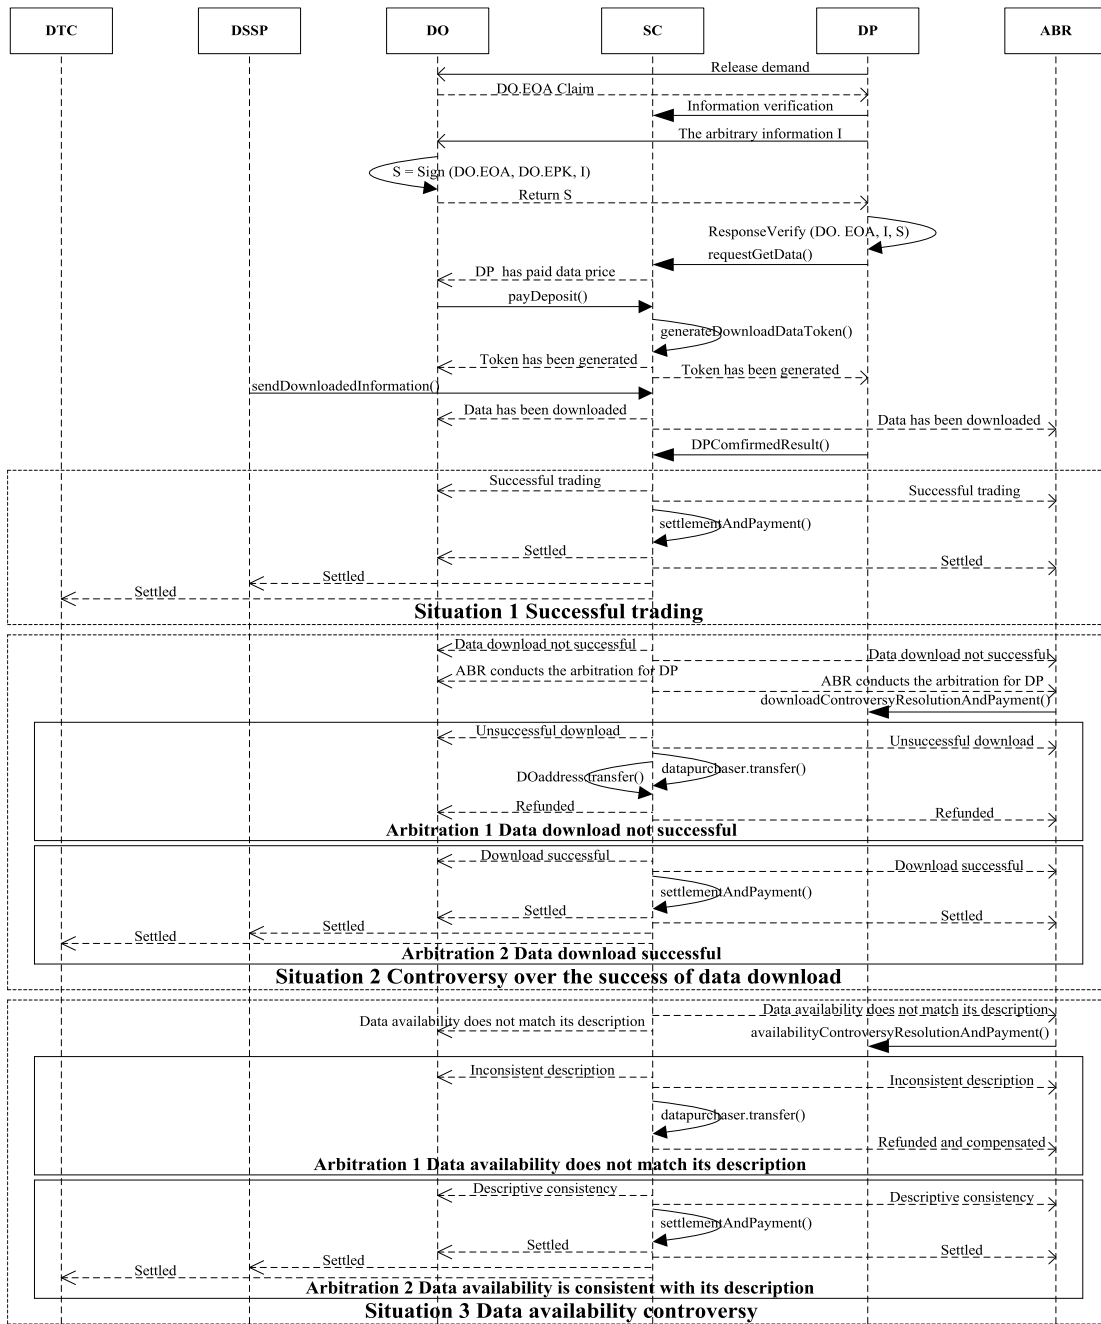 DTC DSSP DO SC DP ABR
Release demand
DO.EOA Claim
Information verification
The arbitrary information I
S = Sign (DO.EOA, DO.EPK, I)
Return S
ResponseVerify (DO. EOA, I, S)
requestGetData()
DP has paid data price
payDeposit()
generateDownloadDataToken()
Token has been generated
Token has been generated
sendDownloadedInformation()
Data has been downloaded
Data has been downloaded
DPComfirmedResult()
Successful trading
Successful trading
settlementAndPayment()
Settled
Settled
Settled
Settled
Situation 1 Successful trading
Data download not successful
Data download not successful
ABR conducts the arbitration for DP
ABR conducts the arbitration for DP
downloadControversyResolutionAndPayment()
Unsuccessful download
Unsuccessful download
datapurchaser.transfer()
DOaddress.transfer()
Refunded
Refunded
Arbitration 1 Data download not successful
Download successful
Download successful
settlementAndPayment()
Settled
Settled
Settled
Settled
Arbitration 2 Data download successful
Situation 2 Controversy over the success of data download
Data availability does not match its description
Data availability does not match its description
availabilityControversyResolutionAndPayment()
Inconsistent description
Inconsistent description
datapurchaser.transfer()
Refunded and compensated
Arbitration 1 Data availability does not match its description
Descriptive consistency
Descriptive consistency
settlementAndPayment()
Settled
Settled
Settled
Settled
Arbitration 2 Data availability is consistent with its description
Situation 3 Data availability controversy